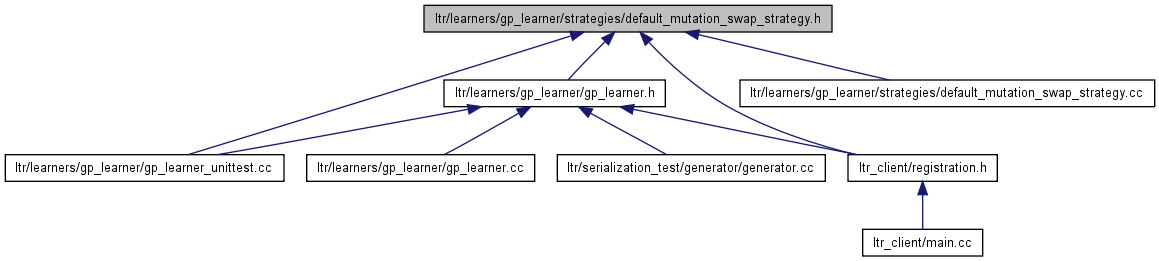 ltr/learners/gp_learner/strategies/default_mutation_swap_strategy.h
ltr/learners/gp_learner/gp_learner.h
ltr/learners/gp_learner/strategies/default_mutation_swap_strategy.cc
ltr/learners/gp_learner/gp_learner_unittest.cc
ltr/learners/gp_learner/gp_learner.cc
ltr/serialization_test/generator/generator.cc
ltr_client/registration.h
ltr_client/main.cc